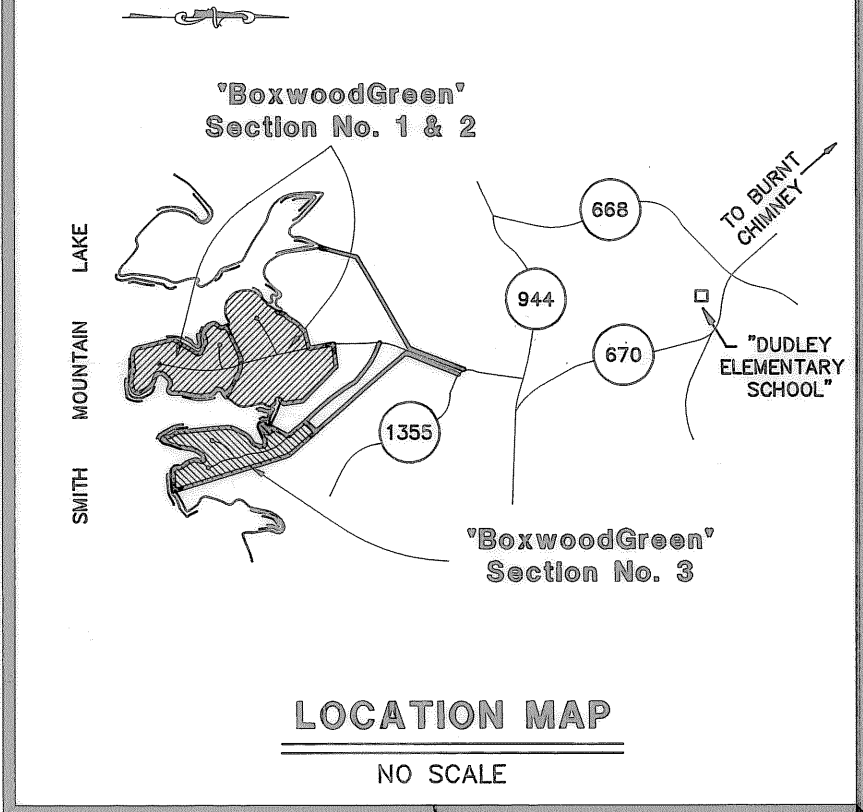 "BoxwoodGreen"
Section No. 1 & 2
668
TO BURNT
CHIMNEY
SMITH MOUNTAIN LAKE
944
670
"DUDLEY
ELEMENTARY
SCHOOL"
1355
"BoxwoodGreen"
Section No. 3
LOCATION MAP
NO SCALE